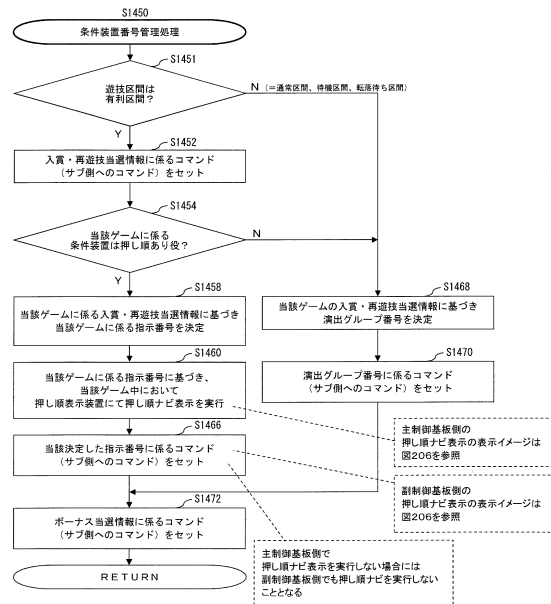 S1450
条件装置番号管理処理
S1451
遊技区間は
有利区間？
N （＝通常区間、待機区間、転落待ち区間）
Y
S1452
入賞・再遊技当選情報に係るコマンド
（サブ側へのコマンド）をセット
S1454
当該ゲームに係る
条件装置は押し順あり役？
N
Y
S1458
当該ゲームに係る入賞・再遊技当選情報に基づき
当該ゲームに係る指示番号を決定
S1468
当該ゲームの入賞・再遊技当選情報に基づき
演出グループ番号を決定
S1460
当該ゲームに係る指示番号に基づき、
当該ゲーム中において
押し順表示装置にて押し順ナビ表示を実行
S1470
演出グループ番号に係るコマンド
（サブ側へのコマンド）をセット
主制御基板側の
押し順ナビ表示の表示イメージは
図206を参照
S1466
当該決定した指示番号に係るコマンド
（サブ側へのコマンド）をセット
副制御基板側の
押し順ナビ表示の表示イメージは
図206を参照
S1472
ボーナス当選情報に係るコマンド
（サブ側へのコマンド）をセット
主制御基板側で
押し順ナビ表示を実行しない場合には
副制御基板側でも押し順ナビを実行しない
こととなる
RETURN